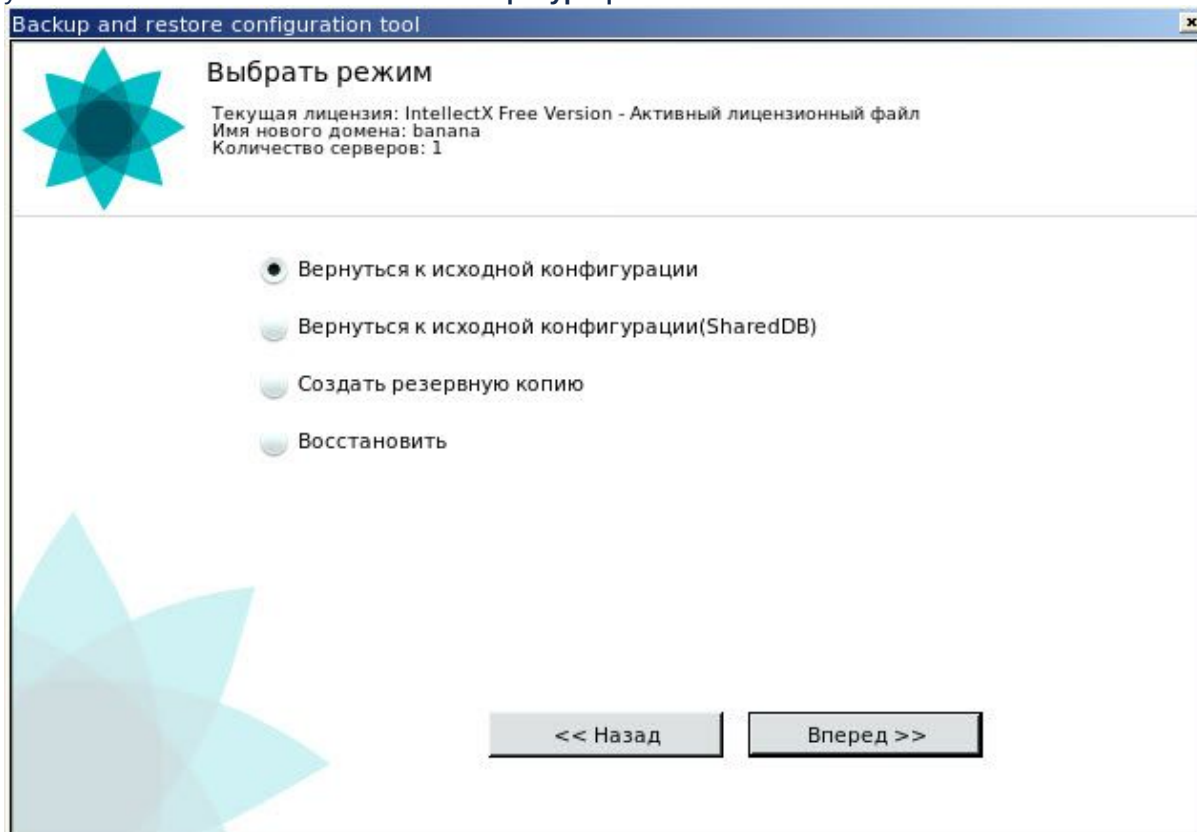 Backup and restore configuration tool
Выбрать режим
Текущая лицензия: IntellectX Free Version - Активный лицензионный файл
Имя нового домена: banana
Количество серверов: 1
Вернуться к исходной конфигурации
Вернуться к исходной конфигурации(SharedDB)
Создать резервную копию
Восстановить
<< Назад
Вперед >>